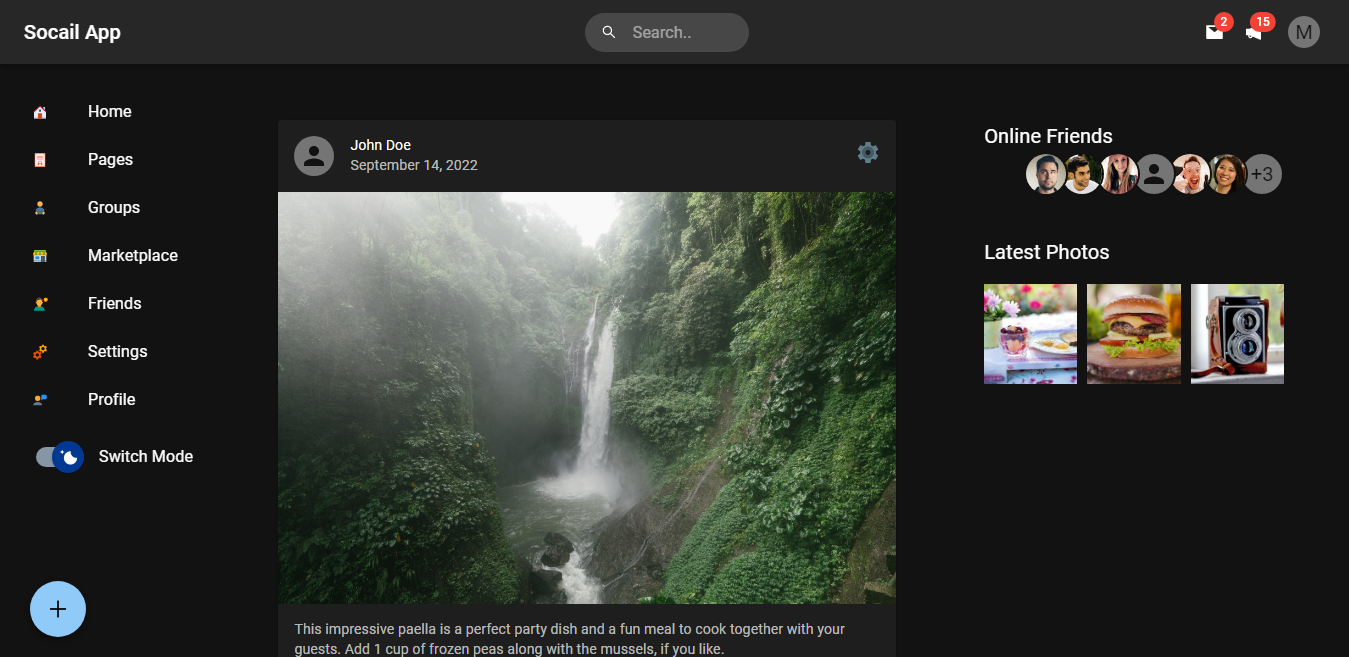 Socail App
Search..
2
15
M
Home
Pages
Groups
Marketplace
Friends
Settings
Profile
Switch Mode
John Doe
September 14, 2022
This impressive paella is a perfect party dish and a fun meal to cook together with your
guests. Add 1 cup of frozen peas along with the mussels, if you like.
Online Friends
+3
Latest Photos